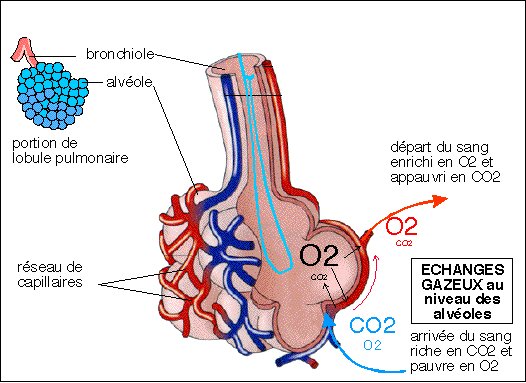 bronchiole
alvéole
portion de
lobule pulmonaire
départ du sang
enrichi en O2 et
appauvri en CO2
O2
CO2
O2
CO2
réseau de
capillaires
ECHANGES
GAZEUX au
niveau des
alvéoles
CO2
O2
arrivée du sang
riche en CO2 et
pauvre en O2